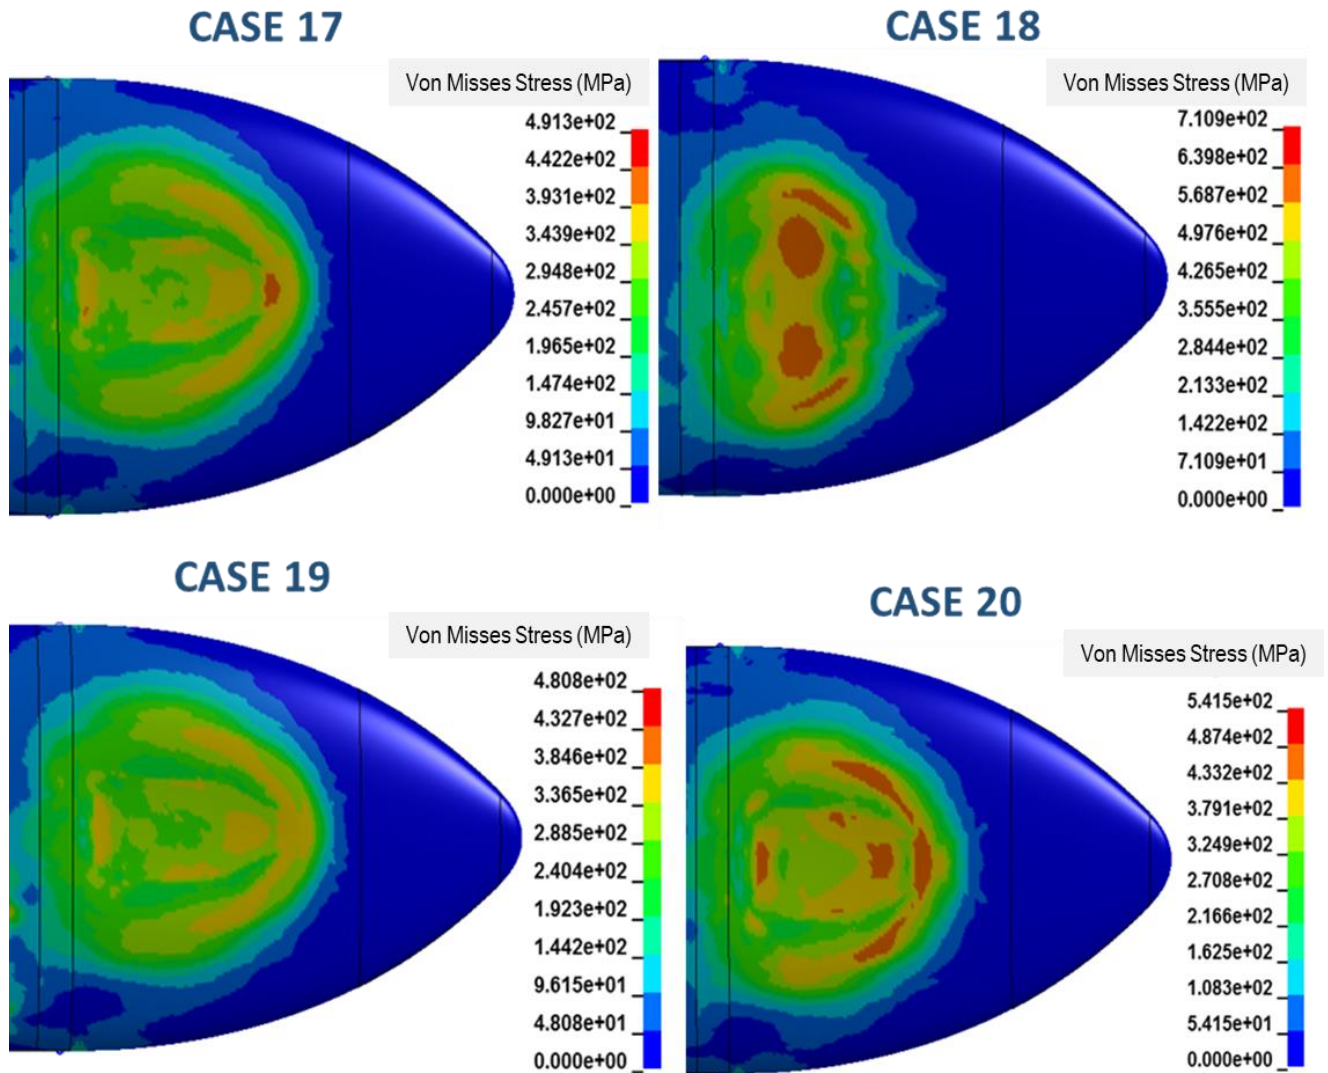 CASE 17
Von Misses Stress (MPa)
4.913e+02
4.422e+02
3.931e+02
3.439e+02
2.948e+02
2.457e+02
1.965e+02
1.474e+02
9.827e+01
4.913e+01
0.000e+00
CASE 18
Von Misses Stress (MPa)
7.109e+02
6.398e+02
5.687e+02
4.976e+02
4.265e+02
3.555e+02
2.844e+02
2.133e+02
1.422e+02
7.109e+01
0.000e+00
CASE 19
Von Misses Stress (MPa)
4.808e+02
4.327e+02
3.846e+02
3.365e+02
2.885e+02
2.404e+02
1.923e+02
1.442e+02
9.615e+01
4.808e+01
0.000e+00
CASE 20
Von Misses Stress (MPa)
5.415e+02
4.874e+02
4.332e+02
3.791e+02
3.249e+02
2.708e+02
2.166e+02
1.625e+02
1.083e+02
5.415e+01
0.000e+00